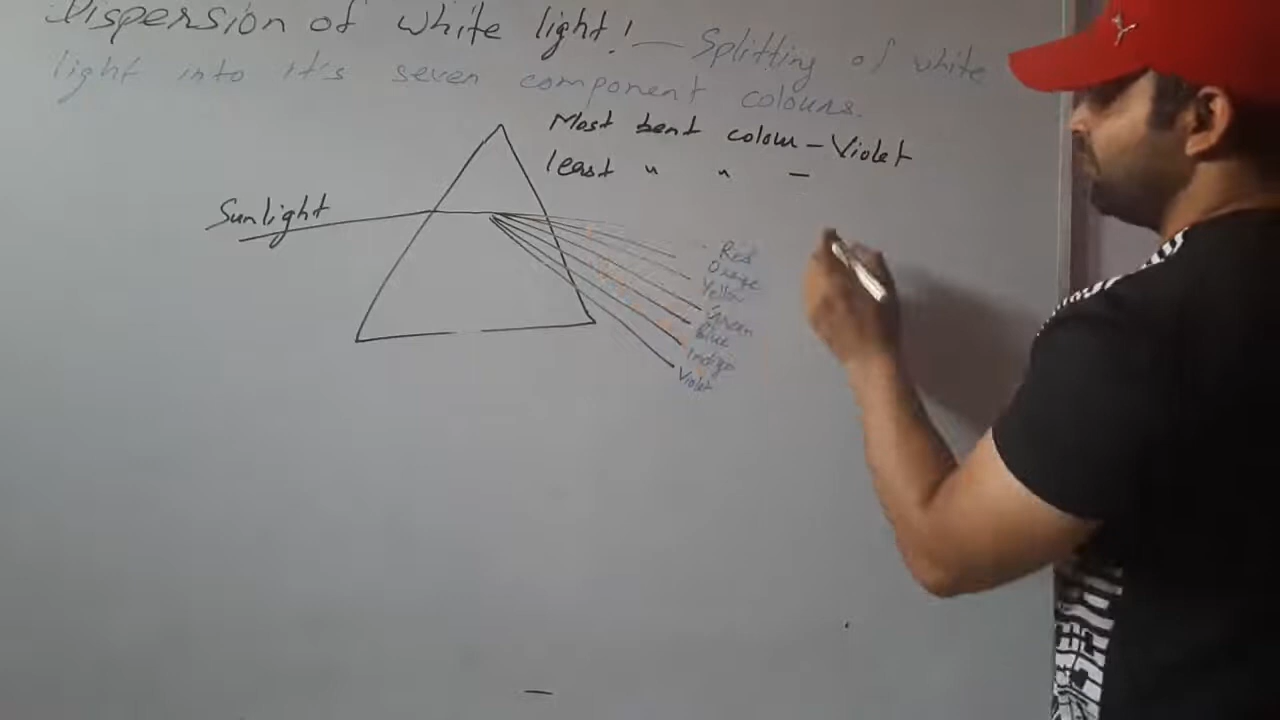 Dispersion of white light! — Splitting of white
light into it's seven component colours.
Most bent colour - Violet
least " " -
Sunlight
Red
Orange
Yellow
Green
Blue
Indigo
Violet